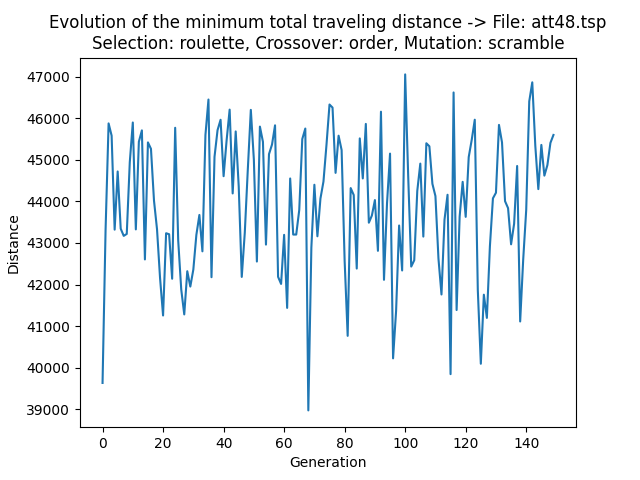 Evolution of the minimum total traveling distance -> File: att48.tsp
Selection: roulette, Crossover: order, Mutation: scramble
47000
46000
45000
44000
43000
42000
41000
40000
39000
Distance
0 20 40 60 80 100 120 140
Generation